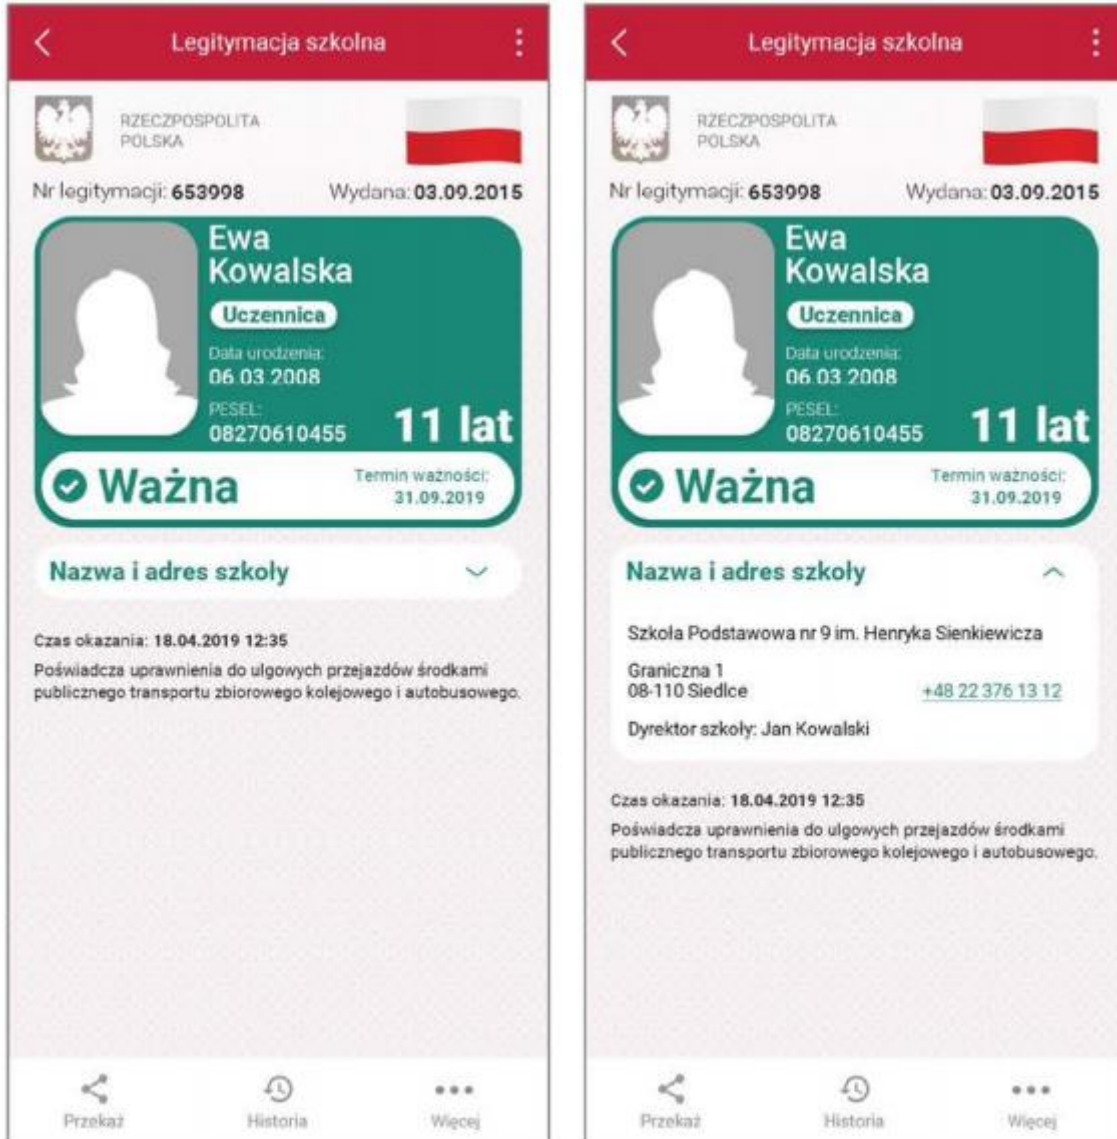 Legitymacja szkolna
RZECZPOSPOLITA
POLSKA
Nr legitymacji: 653998 Wydana: 03.09.2015
Ewa
Kowalska
Uczennica
Data urodzenia:
06.03.2008
PESEL:
08270610455
11 lat
Ważna
Termin ważności:
31.09.2019
Nazwa i adres szkoły
Czas okazania: 18.04.2019 12:35
Poświadcza uprawnienia do ulgowych przejazdów środkami
publicznego transportu zbiorowego kolejowego i autobusowego.
Przekaż Historia Więcej
Legitymacja szkolna
RZECZPOSPOLITA
POLSKA
Nr legitymacji: 653998 Wydana: 03.09.2015
Ewa
Kowalska
Uczennica
Data urodzenia:
06.03.2008
PESEL:
08270610455
11 lat
Ważna
Termin ważności:
31.09.2019
Nazwa i adres szkoły
Szkoła Podstawowa nr 9 im. Henryka Sienkiewicza
Graniczna 1
08-110 Siedlce +48 22 376 13 12
Dyrektor szkoły: Jan Kowalski
Czas okazania: 18.04.2019 12:35
Poświadcza uprawnienia do ulgowych przejazdów środkami
publicznego transportu zbiorowego kolejowego i autobusowego.
Przekaż Historia Więcej